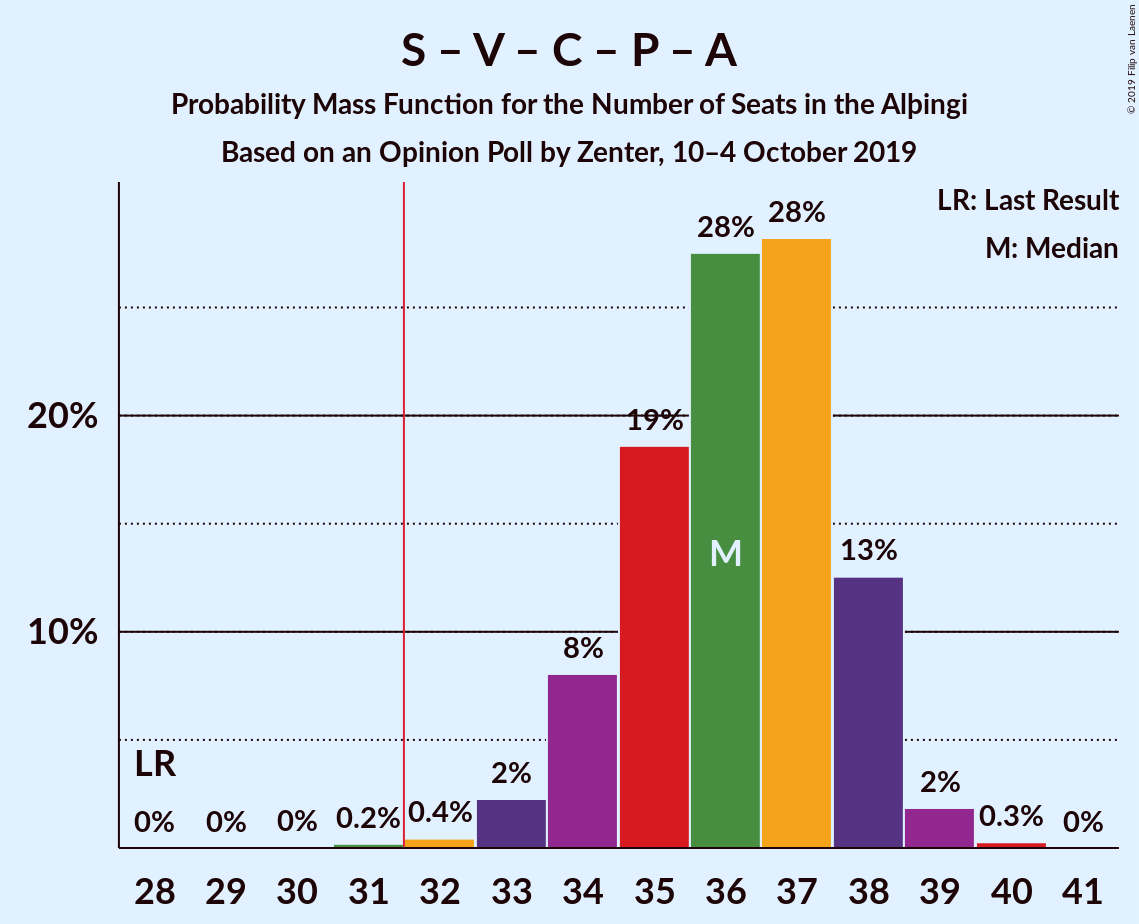 S – V – C – P – A
Probability Mass Function for the Number of Seats in the Alþingi
Based on an Opinion Poll by Zenter, 10–4 October 2019
© 2019 Filip van Laenen
LR: Last Result
M: Median
20%
10%
LR
0%
0%
0%
0.2%
0.4%
2%
8%
19%
28%
28%
13%
2%
0.3%
0%
M
28 29 30 31 32 33 34 35 36 37 38 39 40 41